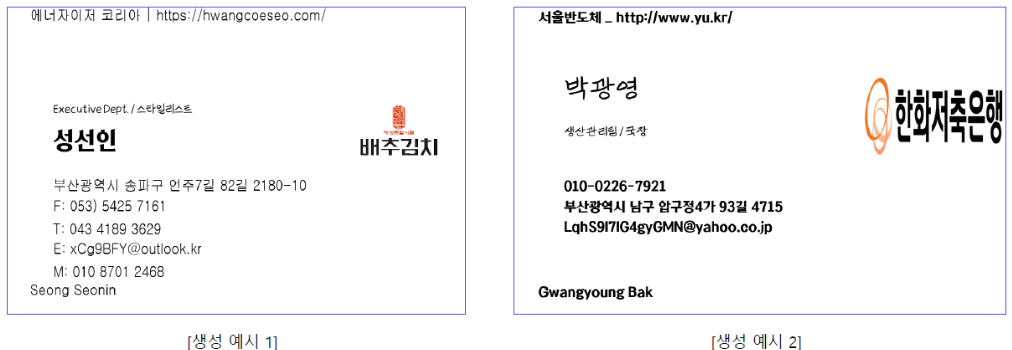 에너자이저 코리아 | https://hwangcoeseo.com/
Executive Dept. / 스타일리스트
성선인
배추김치
부산광역시 송파구 언주7길 82길 2180-10
F: 053) 5425 7161
T: 043 4189 3629
E: xCg9BFY@outlook.kr
M: 010 8701 2468
Seong Seonin
[생성 예시 1]
서울반도체 _ http://www.yu.kr/
박광영
생산관리팀 / 국장
한화저축은행
010-0226-7921
부산광역시 남구 압구정4가 93길 4715
LqhS9I7IG4gyGMN@yahoo.co.jp
Gwangyoung Bak
[생성 예시 2]